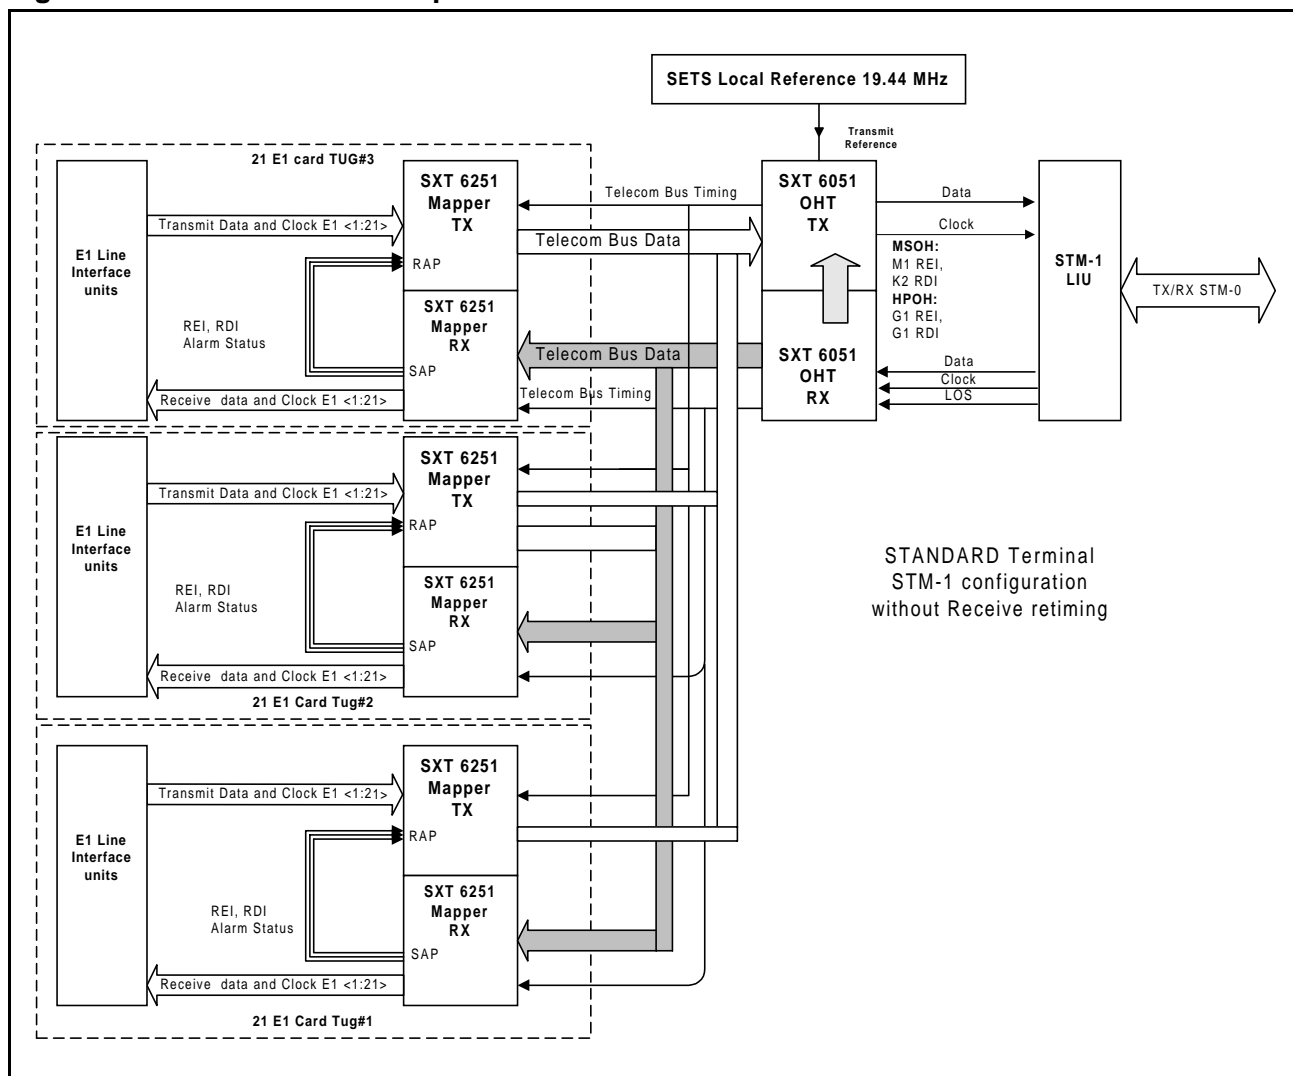 SETS Local Reference 19.44 MHz
Transmit
Reference
21 E1 card TUG#3
E1 Line
Interface
units
Transmit Data and Clock E1 <1:21>
SXT 6251
Mapper
TX
RAP
REI, RDI
Alarm Status
SXT 6251
Mapper
RX
SAP
Receive data and Clock E1 <1:21>
Telecom Bus Timing
Telecom Bus Data
Telecom Bus Data
Telecom Bus Timing
SXT 6051
OHT
TX
SXT 6051
OHT
RX
Data
Clock
MSOH:
M1 REI,
K2 RDI
HPOH:
G1 REI,
G1 RDI
Data
Clock
LOS
STM-1
LIU
TX/RX STM-0
E1 Line
Interface
units
Transmit Data and Clock E1 <1:21>
SXT 6251
Mapper
TX
RAP
REI, RDI
Alarm Status
SXT 6251
Mapper
RX
SAP
Receive data and Clock E1 <1:21>
21 E1 Card Tug#2
STANDARD Terminal
STM-1 configuration
without Receive retiming
E1 Line
Interface
units
Transmit Data and Clock E1 <1:21>
SXT 6251
Mapper
TX
RAP
REI, RDI
Alarm Status
SXT 6251
Mapper
RX
SAP
Receive data and Clock E1 <1:21>
21 E1 Card Tug#1